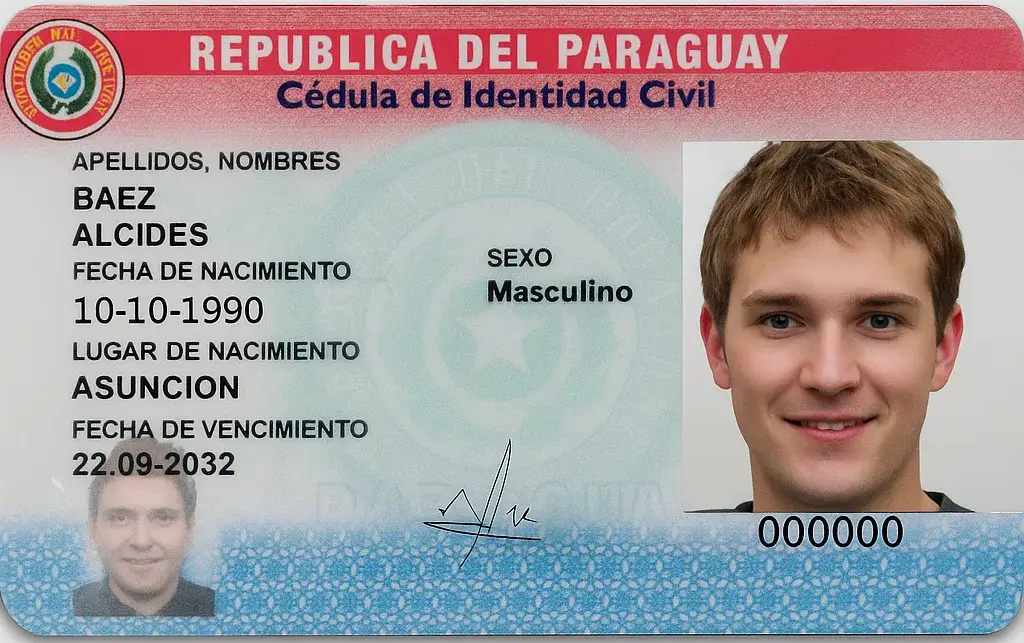 REPUBLICA DEL PARAGUAY
Cédula de Identidad Civil
APELLIDOS, NOMBRES
BAEZ
ALCIDES
FECHA DE NACIMIENTO
10-10-1990
SEXO
Masculino
LUGAR DE NACIMIENTO
ASUNCION
FECHA DE VENCIMIENTO
22.09-2032
000000